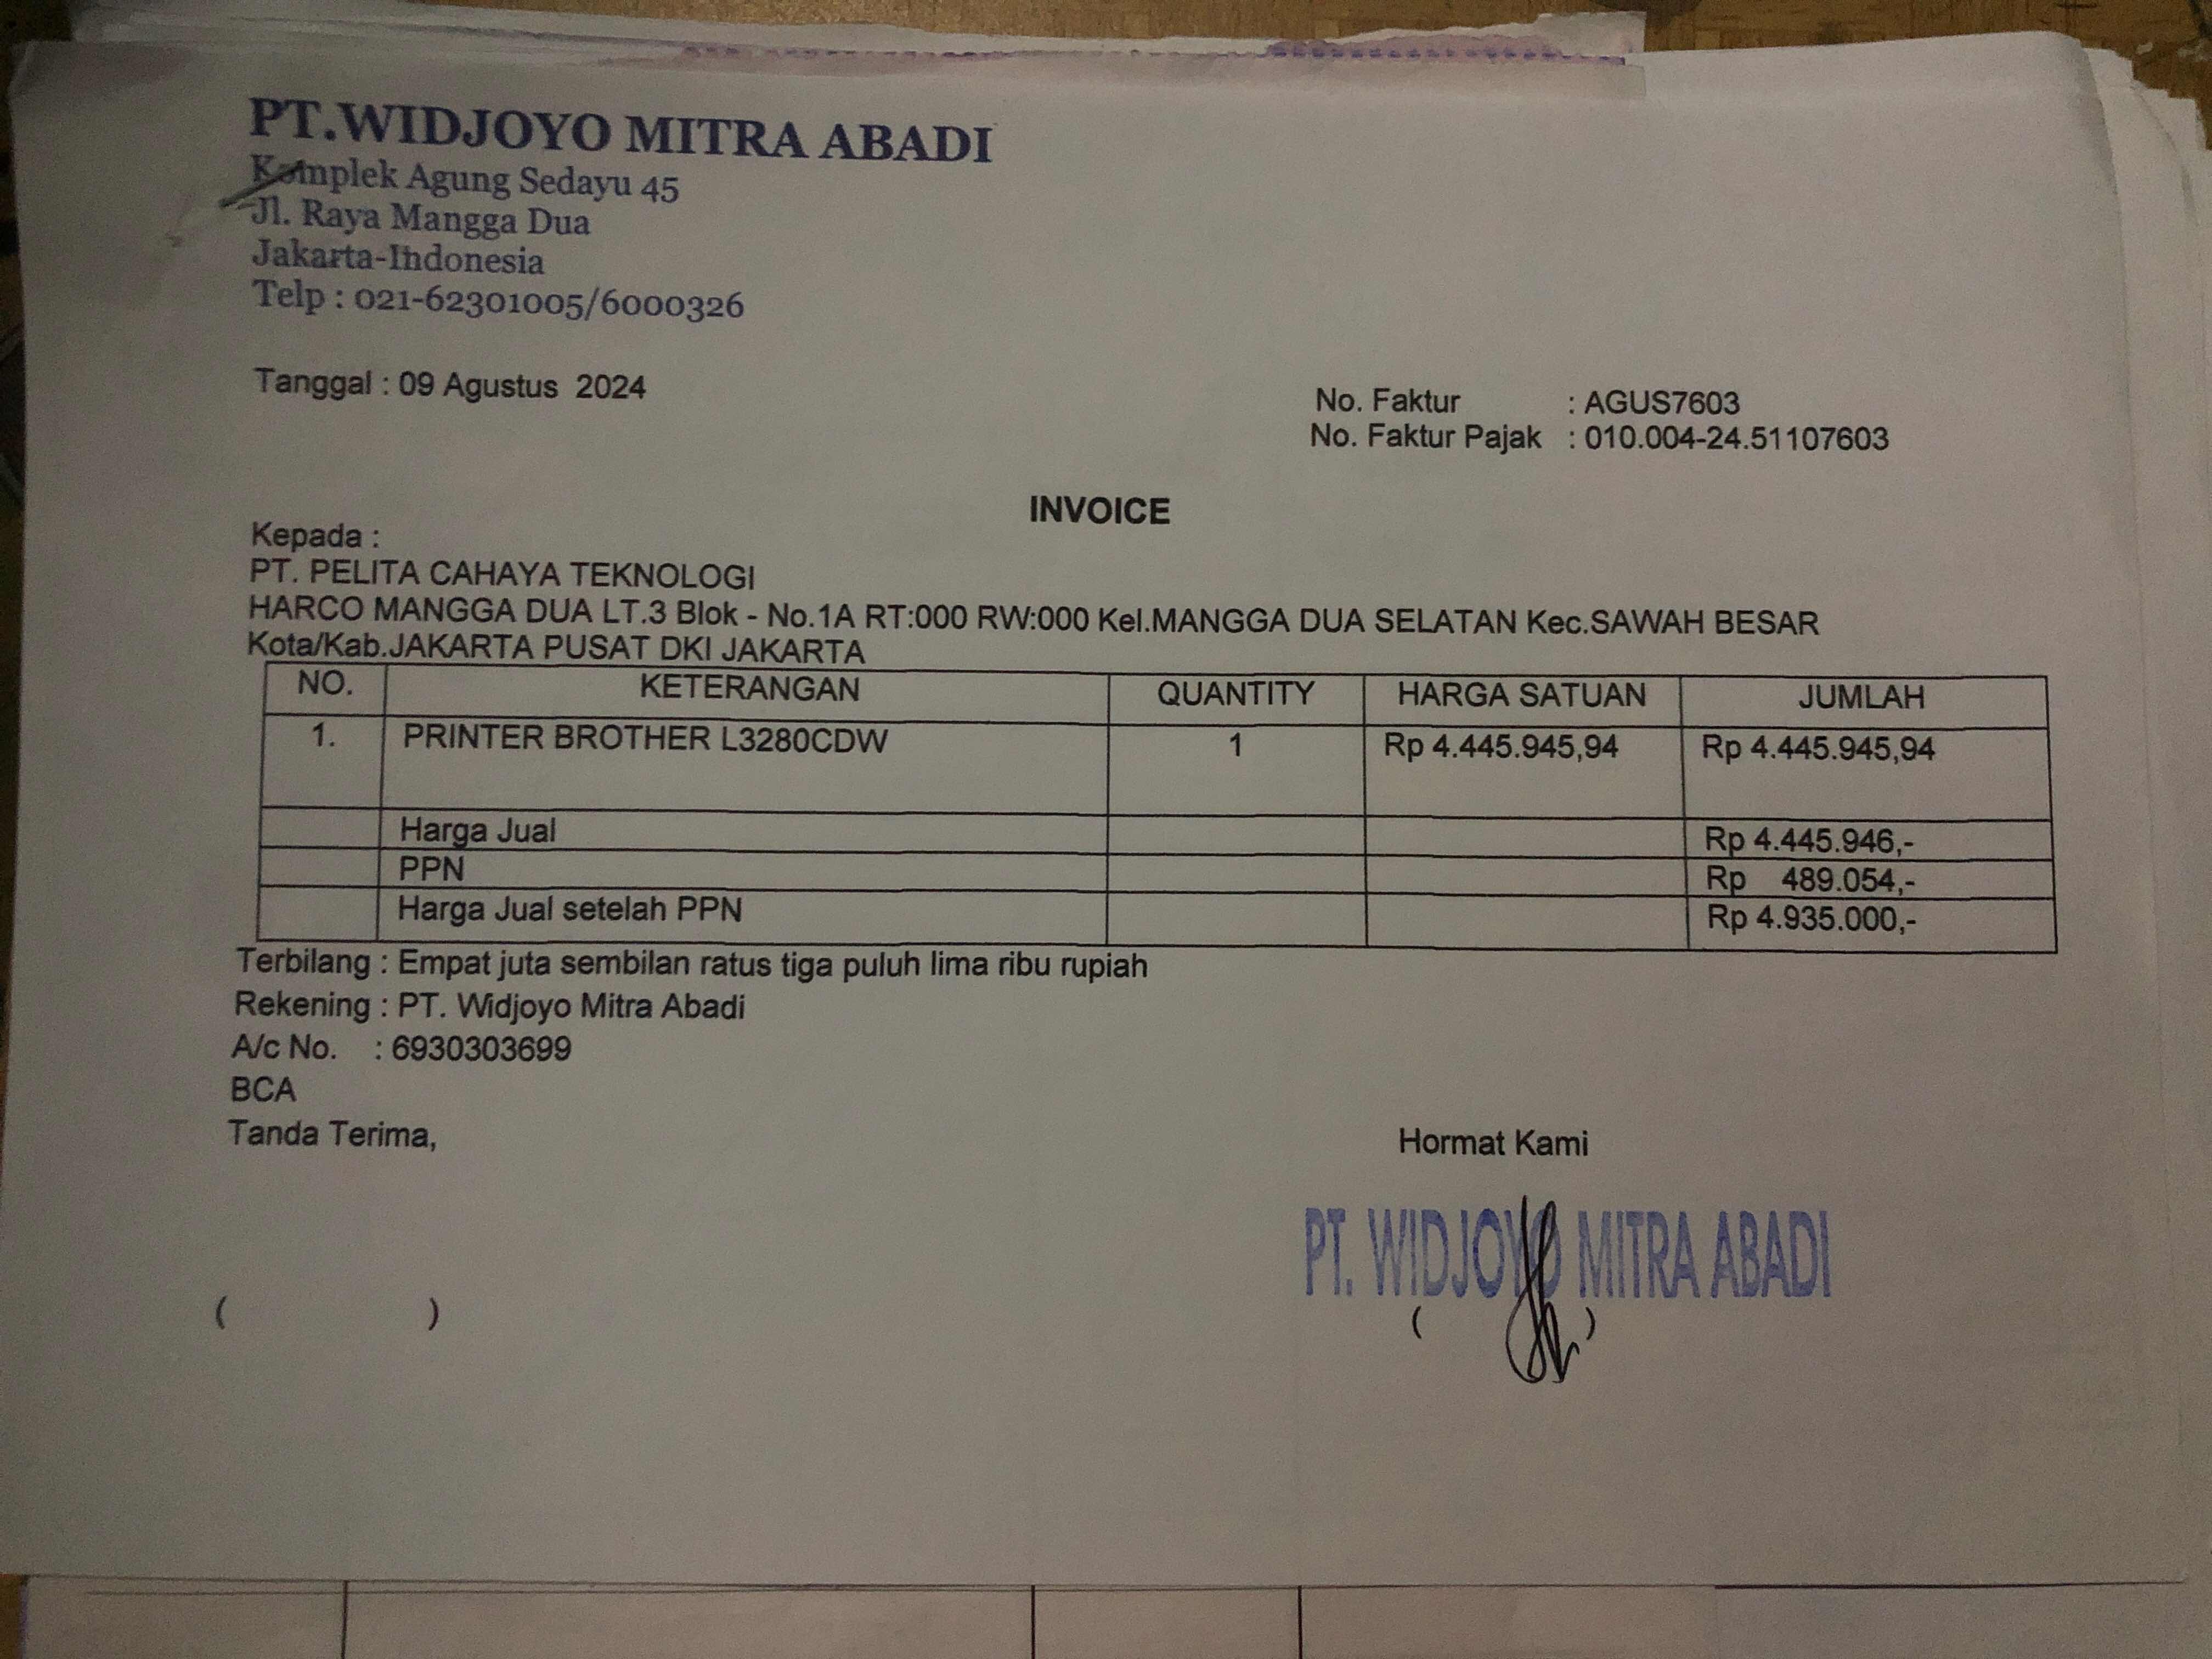 PT.WIDJOYO MITRA ABADI
Komplek Agung Sedayu 45
Jl. Raya Mangga Dua
Jakarta-Indonesia
Telp : 021-62301005/6000326
Tanggal : 09 Agustus 2024
No. Faktur : AGUS7603
No. Faktur Pajak : 010.004-24.51107603
INVOICE
Kepada :
PT. PELITA CAHAYA TEKNOLOGI
HARCO MANGGA DUA LT.3 Blok - No.1A RT:000 RW:000 Kel.MANGGA DUA SELATAN Kec.SAWAH BESAR
Kota/Kab.JAKARTA PUSAT DKI JAKARTA
NO. KETERANGAN QUANTITY HARGA SATUAN JUMLAH
1. PRINTER BROTHER L3280CDW 1 Rp 4.445.945,94 Rp 4.445.945,94
Harga Jual Rp 4.445.946,-
PPN Rp 489.054,-
Harga Jual setelah PPN Rp 4.935.000,-
Terbilang : Empat juta sembilan ratus tiga puluh lima ribu rupiah
Rekening : PT. Widjoyo Mitra Abadi
A/c No. : 6930303699
BCA
Tanda Terima,
Hormat Kami
PT. WIDJOYO MITRA ABADI
( ) ( )